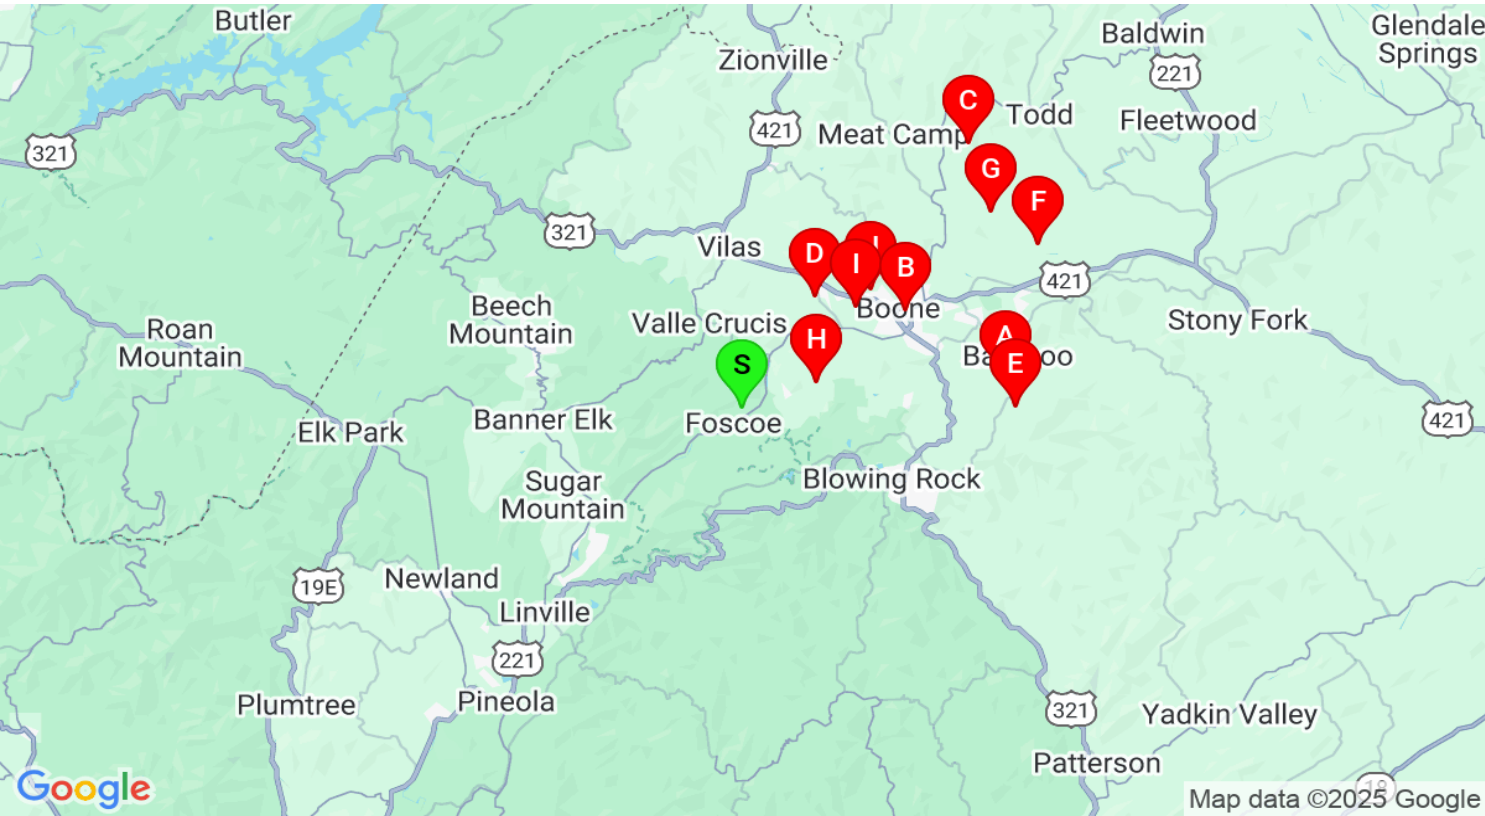 Butler
Baldwin
Glendale
Springs
Zionville
221
C
Todd
Fleetwood
421
Meat Camp
321
G
F
321
Vilas
D
I
B
421
Beech
Mountain
Boone
Stony Fork
Valle Crucis
Roan
Mountain
H
A
E
S
Banner Elk
Foscoe
421
Elk Park
Blowing Rock
Sugar
Mountain
19E
Newland
Linville
221
Plumtree
Pineola
321
Yadkin Valley
Patterson
Google
18
Map data ©2025 Google